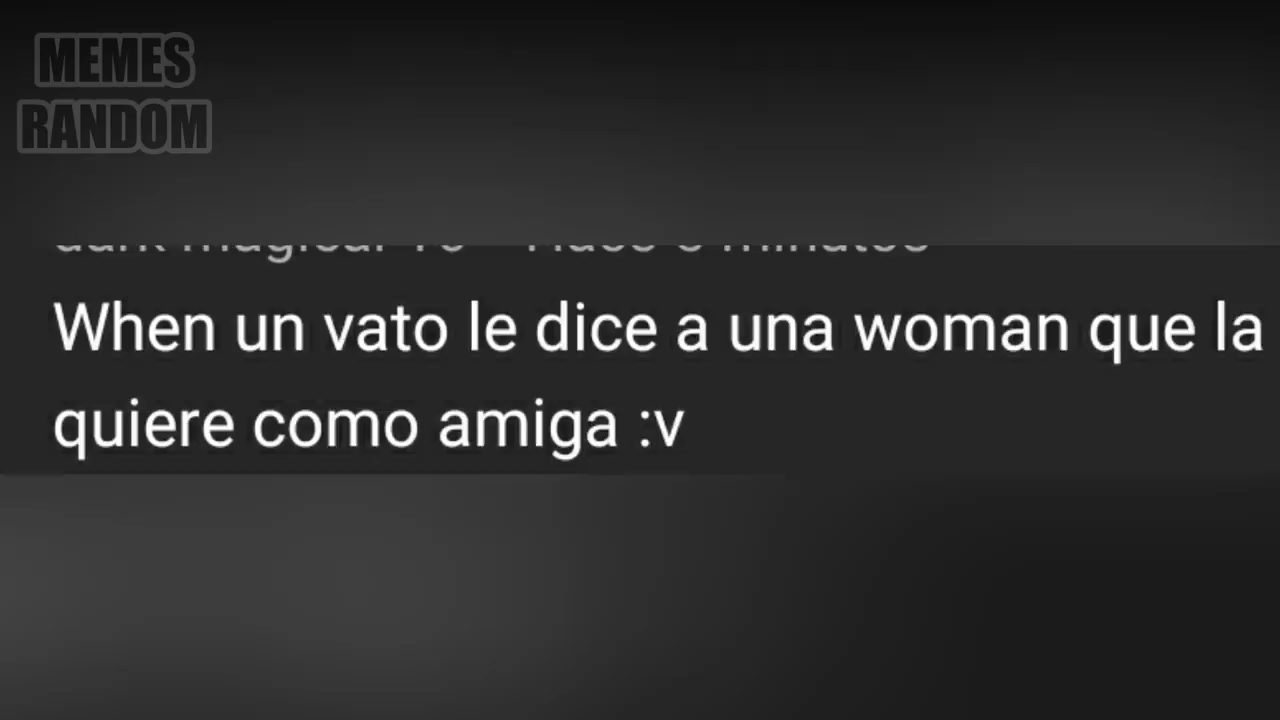 MEMES
RANDOM
When un vato le dice a una woman que la
quiere como amiga :v